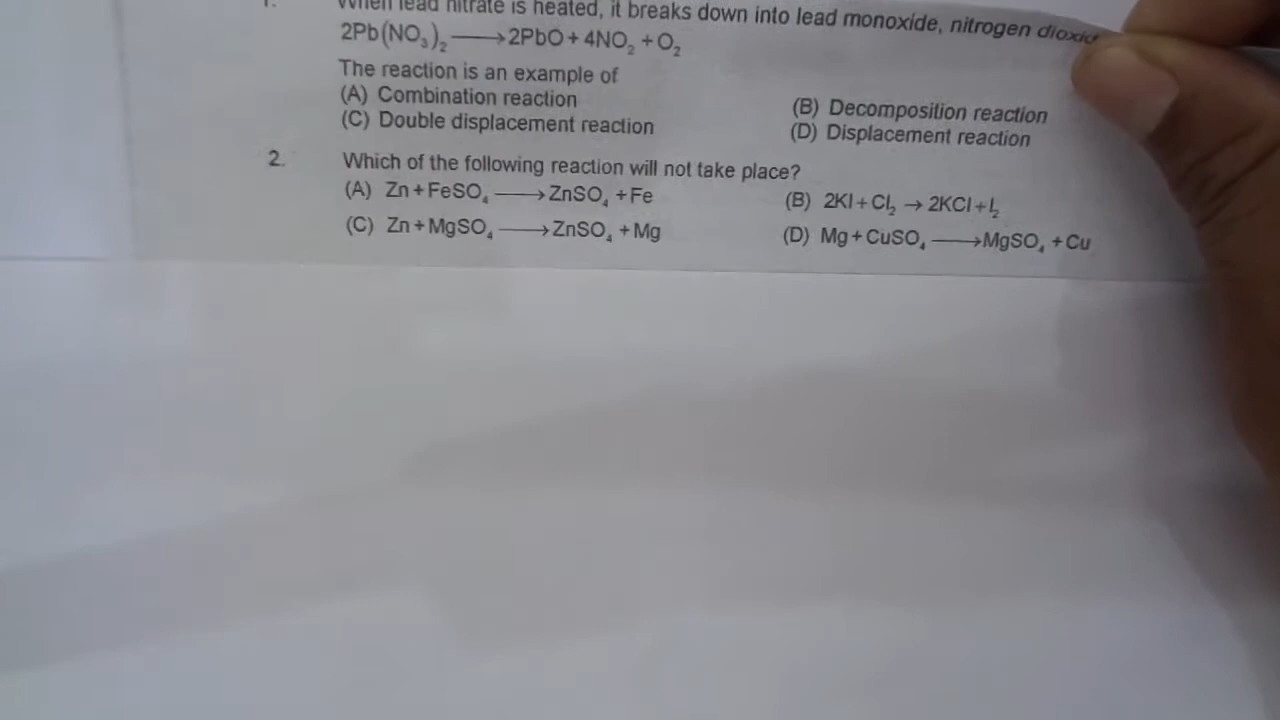 1. When lead nitrate is heated, it breaks down into lead monoxide, nitrogen dioxid
2Pb(NO₃)₂ ⟶ 2PbO + 4NO₂ + O₂
The reaction is an example of
(A) Combination reaction (B) Decomposition reaction
(C) Double displacement reaction (D) Displacement reaction
2. Which of the following reaction will not take place?
(A) Zn + FeSO₄ ⟶ ZnSO₄ + Fe (B) 2KI + Cl₂ → 2KCl + I₂
(C) Zn + MgSO₄ ⟶ ZnSO₄ + Mg (D) Mg + CuSO₄ ⟶ MgSO₄ + Cu